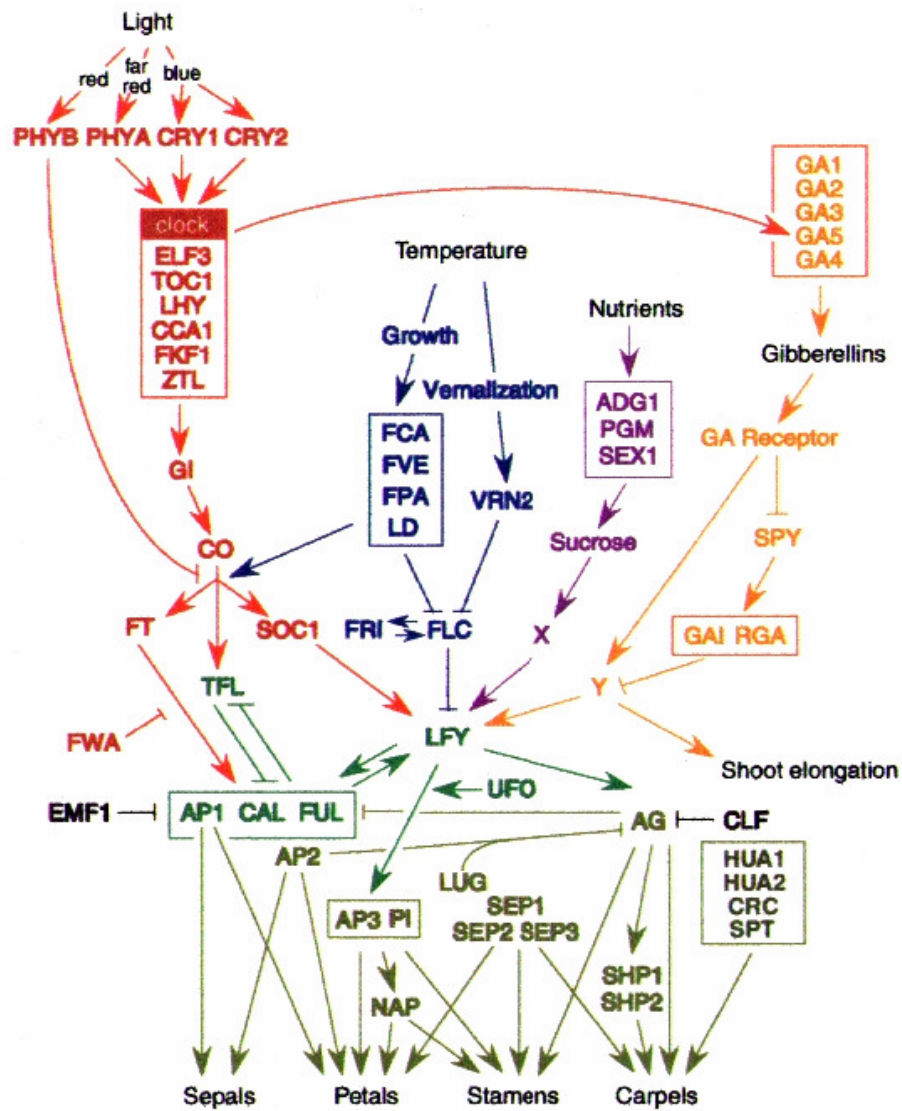 Light
red
far
red
blue
PHYB PHYA CRY1 CRY2
clock
ELF3
TOC1
LHY
CCA1
FKF1
ZTL
GI
CO
FT
SOC1
TFL
FWA
Temperature
Growth
Vernalization
FCA
FVE
FPA
LD
VRN2
FRI
FLC
Nutrients
ADG1
PGM
SEX1
Sucrose
X
GA1
GA2
GA3
GA5
GA4
Gibberellins
GA Receptor
SPY
GAI RGA
Y
Shoot elongation
LFY
UFO
EMF1
AP1 CAL FUL
AG
CLF
AP2
LUG
HUA1
HUA2
CRC
SPT
AP3 PI
SEP1
SEP2 SEP3
NAP
SHP1
SHP2
Sepals
Petals
Stamens
Carpels